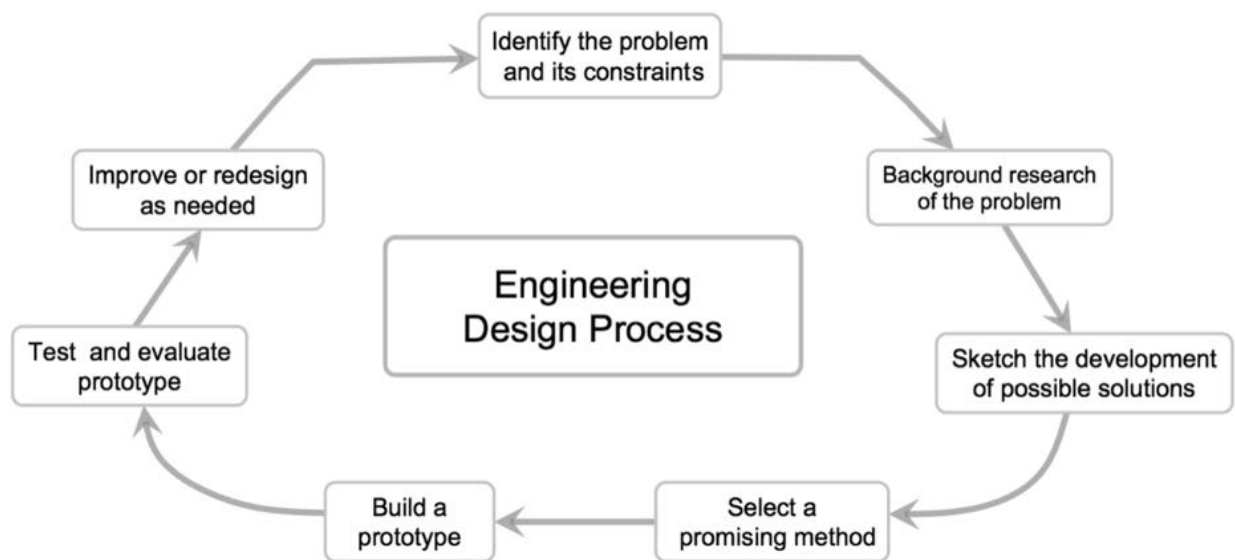 Identify the problem
and its constraints
Background research
of the problem
Sketch the development
of possible solutions
Select a
promising method
Build a
prototype
Test and evaluate
prototype
Improve or redesign
as needed
Engineering
Design Process